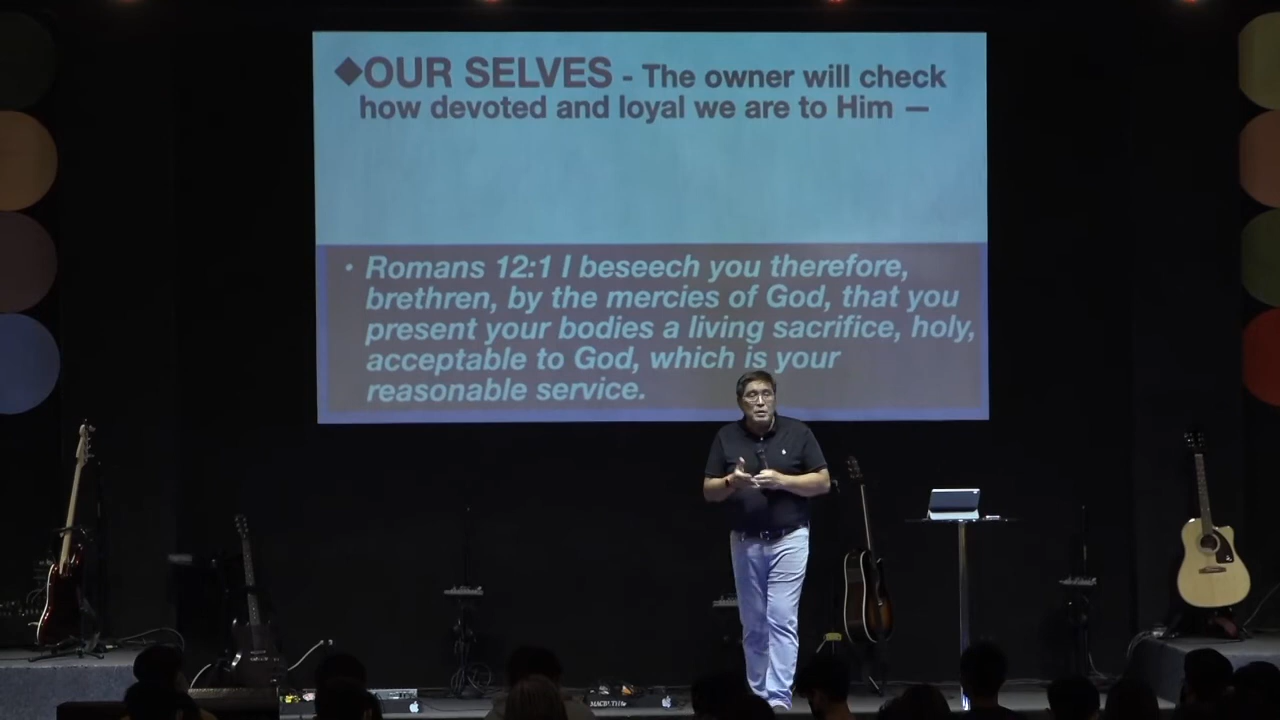 ◆OUR SELVES - The owner will check
how devoted and loyal we are to Him —
• Romans 12:1 I beseech you therefore,
brethren, by the mercies of God, that you
present your bodies a living sacrifice, holy,
acceptable to God, which is your
reasonable service.